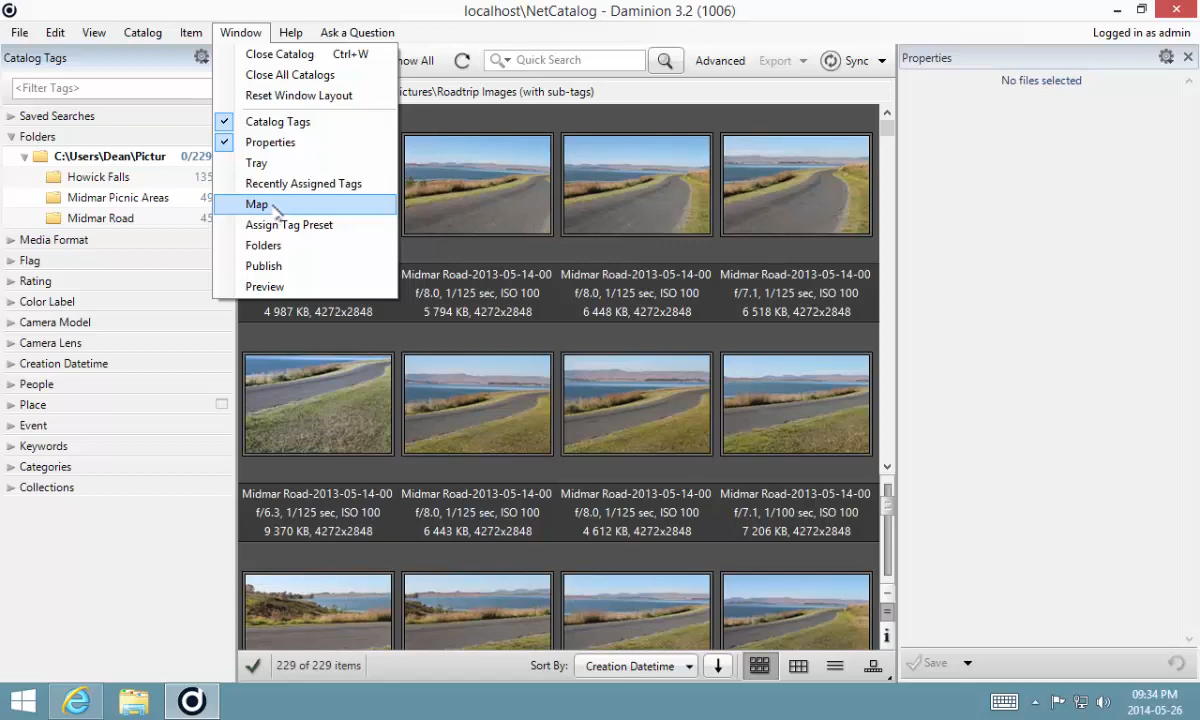 localhost\NetCatalog - Daminion 3.2 (1006)
File Edit View Catalog Item Window Help Ask a Question
Logged in as admin
Catalog Tags
<Filter Tags>
Saved Searches
Folders
C:\Users\Dean\Pictur 0/229
Howick Falls 135
Midmar Picnic Areas 49
Midmar Road 45
Media Format
Flag
Rating
Color Label
Camera Model
Camera Lens
Creation Datetime
People
Place
Event
Keywords
Categories
Collections
Close Catalog Ctrl+W
Close All Catalogs
Reset Window Layout
Catalog Tags
Properties
Tray
Recently Assigned Tags
Map
Assign Tag Preset
Folders
Publish
Preview
how All Quick Search Advanced Export Sync
ictures\Roadtrip Images (with sub-tags)
Midmar Road-2013-05-14-00 Midmar Road-2013-05-14-00 Midmar Road-2013-05-14-00
f/8.0, 1/125 sec, ISO 100 f/8.0, 1/125 sec, ISO 100 f/7.1, 1/125 sec, ISO 100
4 987 KB, 4272x2848 5 794 KB, 4272x2848 6 448 KB, 4272x2848 6 518 KB, 4272x2848
Midmar Road-2013-05-14-00 Midmar Road-2013-05-14-00 Midmar Road-2013-05-14-00 Midmar Road-2013-05-14-00
f/6.3, 1/125 sec, ISO 100 f/8.0, 1/125 sec, ISO 100 f/8.0, 1/125 sec, ISO 100 f/7.1, 1/100 sec, ISO 100
9 370 KB, 4272x2848 6 443 KB, 4272x2848 4 612 KB, 4272x2848 7 206 KB, 4272x2848
229 of 229 items Sort By: Creation Datetime
Properties
No files selected
Save
09:34 PM
2014-05-26